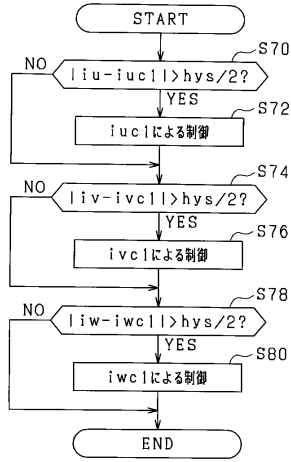 START
S70
NO
|iu-iuc1|>hys/2?
YES
S72
iuc1による制御
S74
NO
|iv-ivc1|>hys/2?
YES
S76
ivc1による制御
S78
NO
|iw-iwc1|>hys/2?
YES
S80
iwc1による制御
END